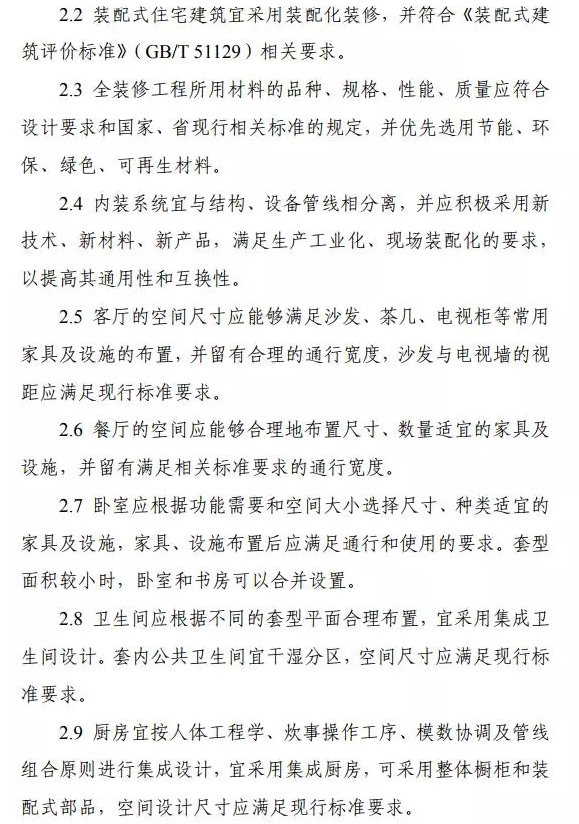 2.2 装配式住宅建筑宜采用装配化装修，并符合《装配式建
筑评价标准》（GB/T 51129）相关要求。
2.3 全装修工程所用材料的品种、规格、性能、质量应符合
设计要求和国家、省现行相关标准的规定，并优先选用节能、环
保、绿色、可再生材料。
2.4 内装系统宜与结构、设备管线相分离，并应积极采用新
技术、新材料、新产品，满足生产工业化、现场装配化的要求，
以提高其通用性和互换性。
2.5 客厅的空间尺寸应能够满足沙发、茶几、电视柜等常用
家具及设施的布置，并留有合理的通行宽度，沙发与电视墙的视
距应满足现行标准要求。
2.6 餐厅的空间应能够合理地布置尺寸、数量适宜的家具及
设施，并留有满足相关标准要求的通行宽度。
2.7 卧室应根据功能需要和空间大小选择尺寸、种类适宜的
家具及设施，家具、设施布置后应满足通行和使用的要求。套型
面积较小时，卧室和书房可以合并设置。
2.8 卫生间应根据不同的套型平面合理布置，宜采用集成卫
生间设计。套内公共卫生间宜干湿分区，空间尺寸应满足现行标
准要求。
2.9 厨房宜按人体工程学、炊事操作工序、模数协调及管线
组合原则进行集成设计，宜采用集成厨房，可采用整体橱柜和装
配式部品，空间设计尺寸应满足现行标准要求。